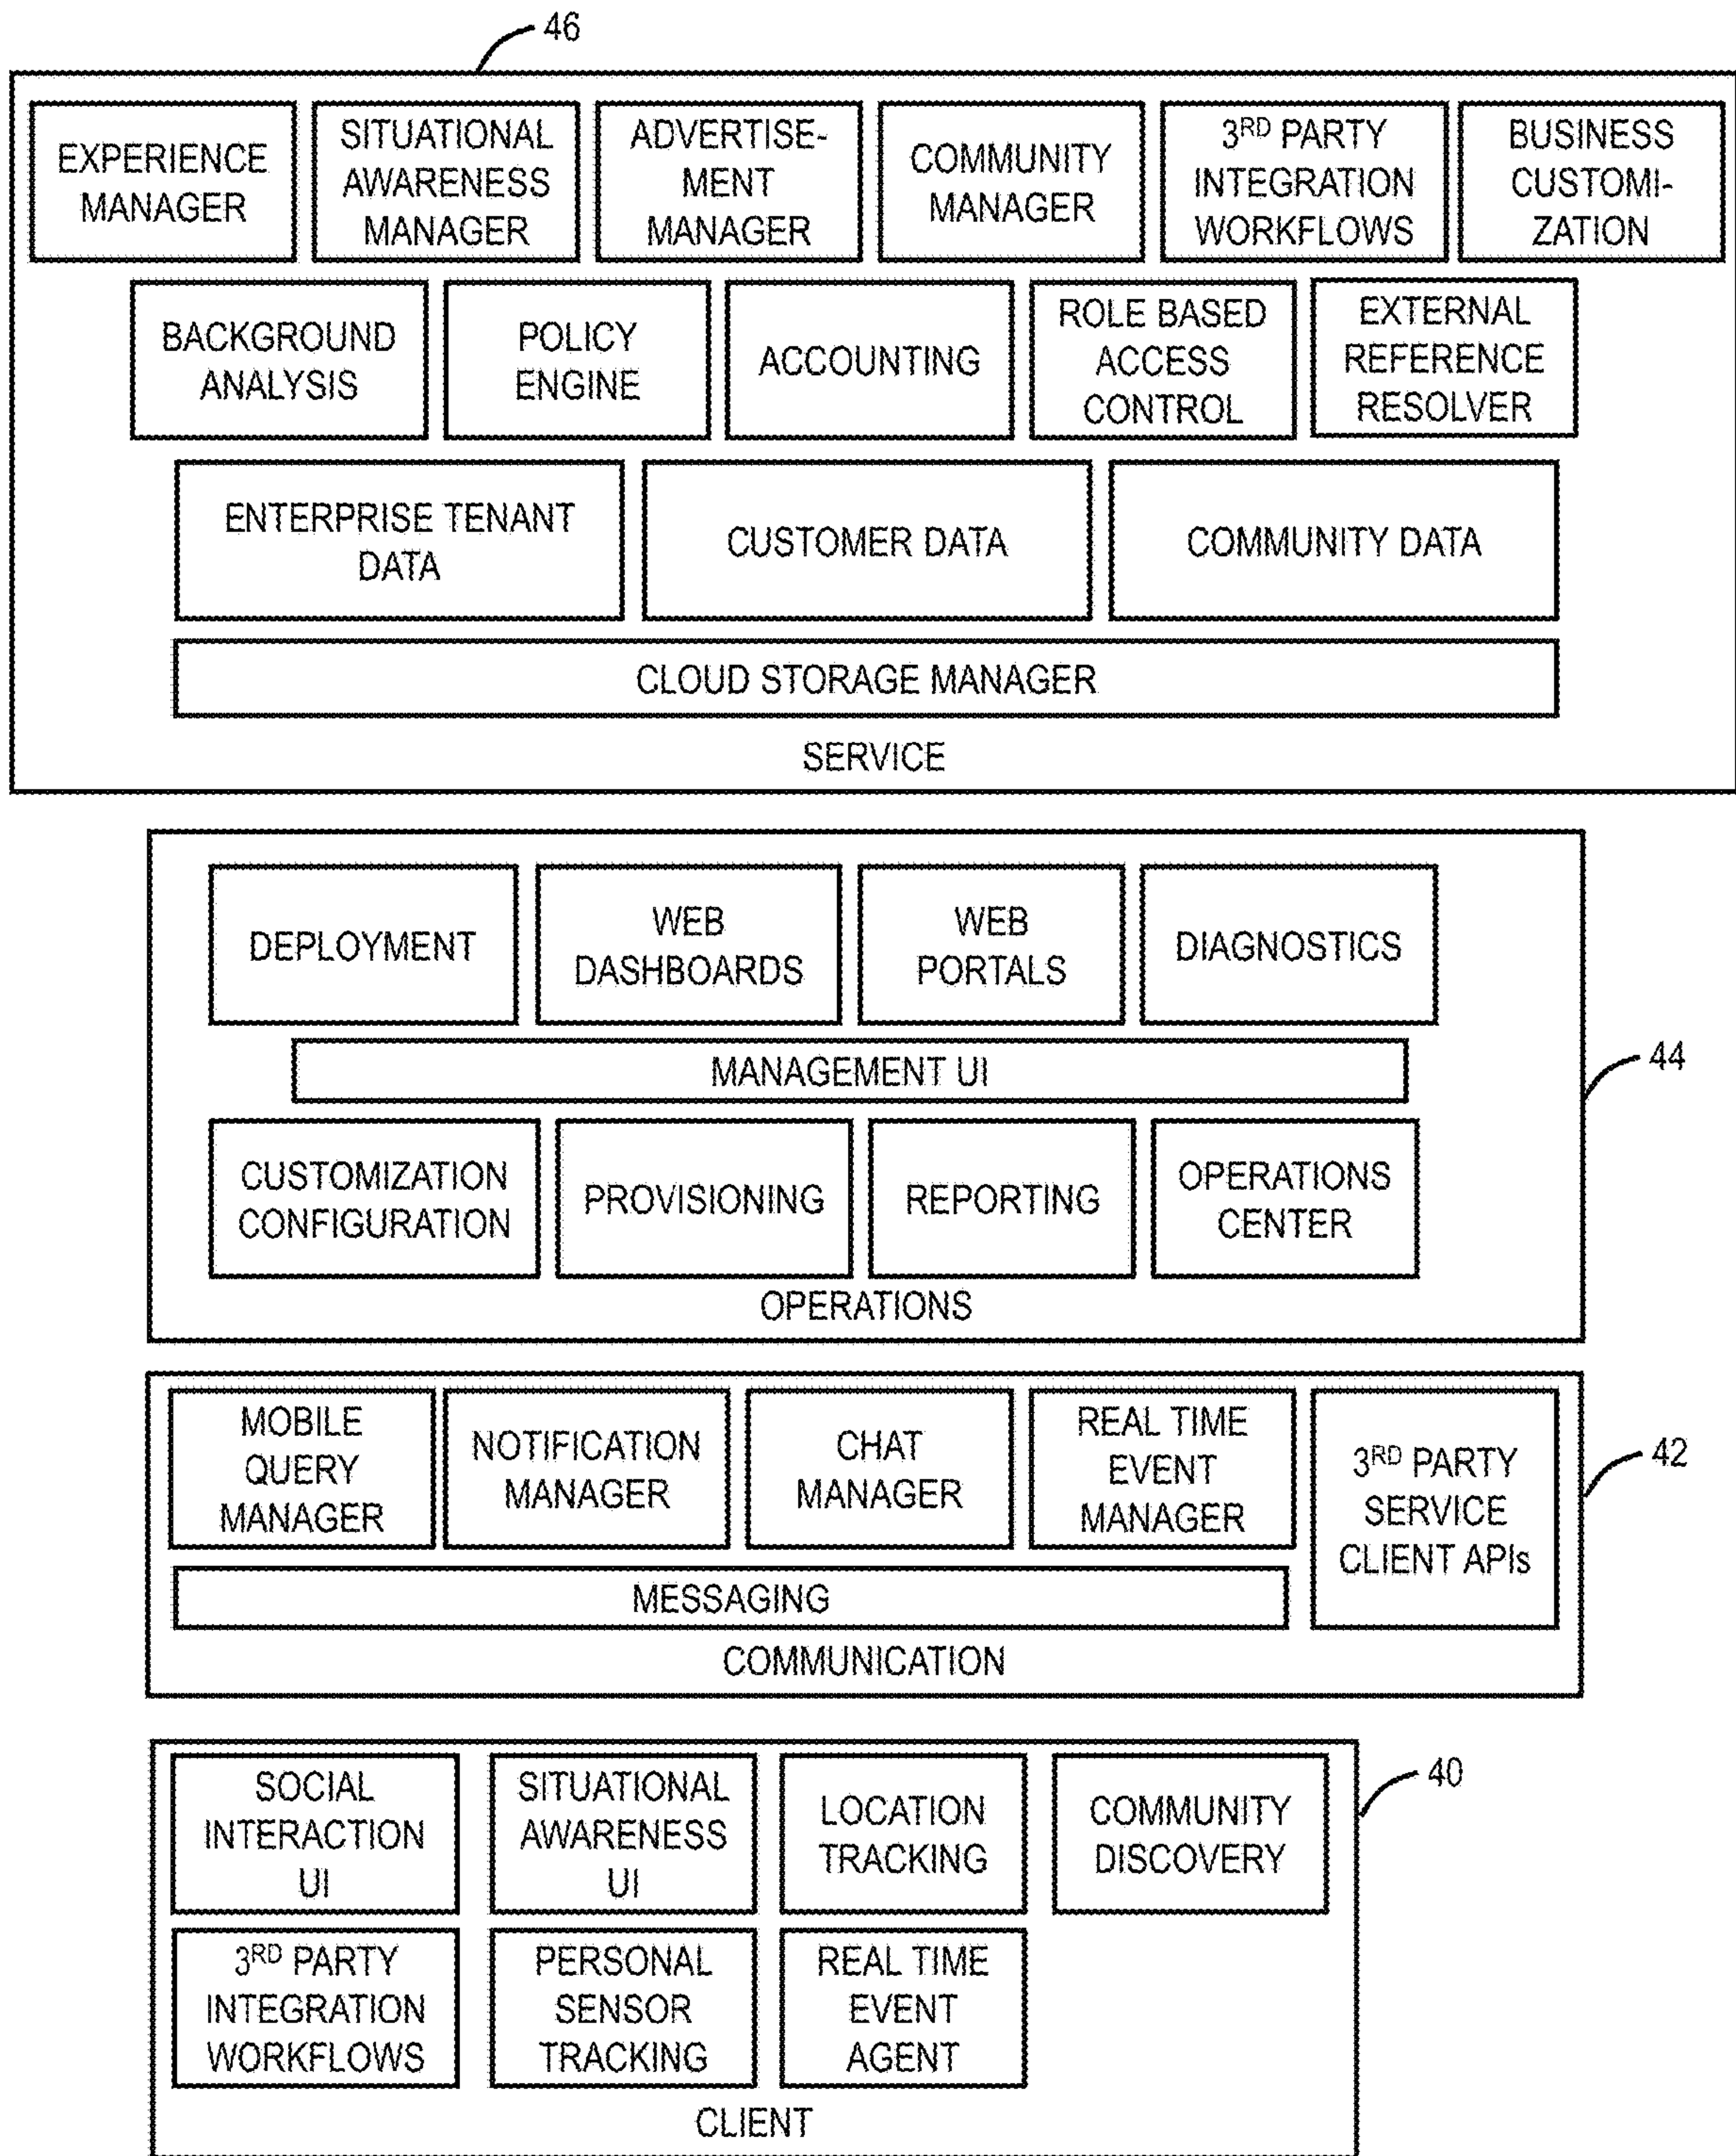 46
EXPERIENCE
MANAGER
SITUATIONAL
AWARENESS
MANAGER
ADVERTISE-
MENT
MANAGER
COMMUNITY
MANAGER
3RD PARTY
INTEGRATION
WORKFLOWS
BUSINESS
CUSTOMI-
ZATION
BACKGROUND
ANALYSIS
POLICY
ENGINE
ACCOUNTING
ROLE BASED
ACCESS
CONTROL
EXTERNAL
REFERENCE
RESOLVER
ENTERPRISE TENANT
DATA
CUSTOMER DATA
COMMUNITY DATA
CLOUD STORAGE MANAGER
SERVICE
DEPLOYMENT
WEB
DASHBOARDS
WEB
PORTALS
DIAGNOSTICS
MANAGEMENT UI
44
CUSTOMIZATION
CONFIGURATION
PROVISIONING
REPORTING
OPERATIONS
CENTER
OPERATIONS
MOBILE
QUERY
MANAGER
NOTIFICATION
MANAGER
CHAT
MANAGER
REAL TIME
EVENT
MANAGER
3RD PARTY
SERVICE
CLIENT APIs
42
MESSAGING
COMMUNICATION
SOCIAL
INTERACTION
UI
SITUATIONAL
AWARENESS
UI
LOCATION
TRACKING
COMMUNITY
DISCOVERY
40
3RD PARTY
INTEGRATION
WORKFLOWS
PERSONAL
SENSOR
TRACKING
REAL TIME
EVENT
AGENT
CLIENT